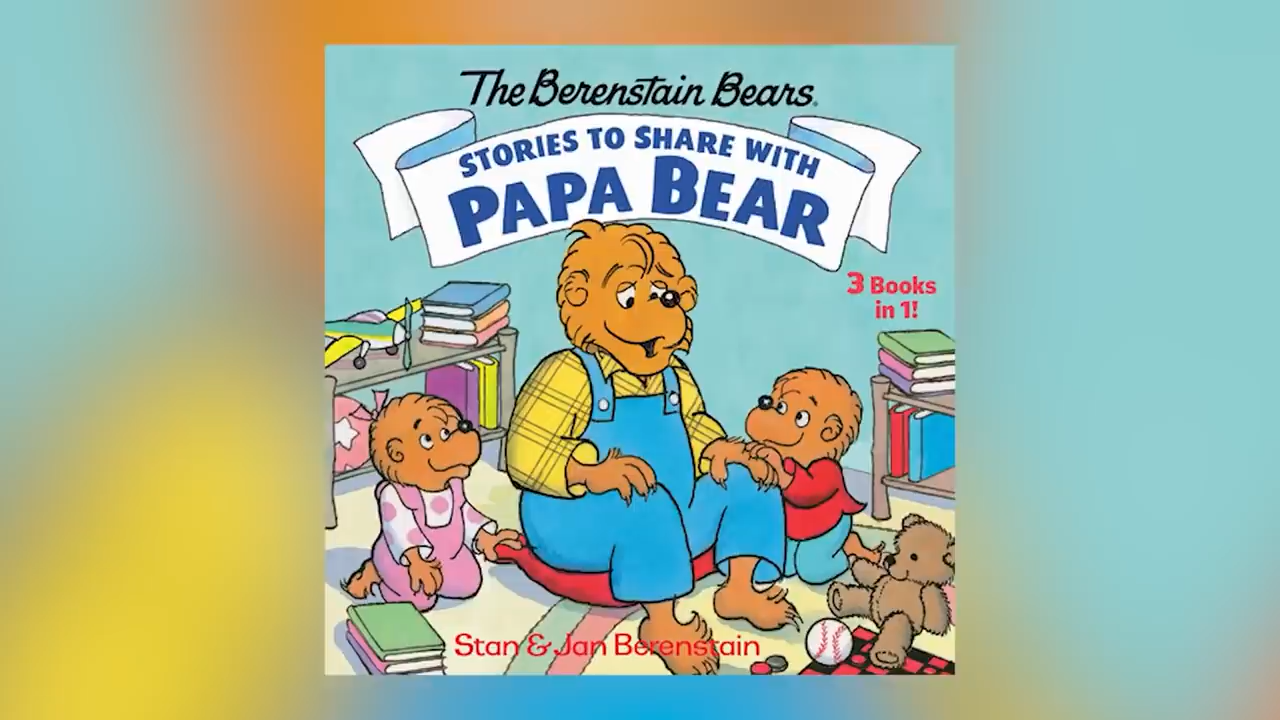 The Berenstain Bears®
STORIES TO SHARE WITH
PAPA BEAR
3 Books
in 1!
Stan & Jan Berenstain